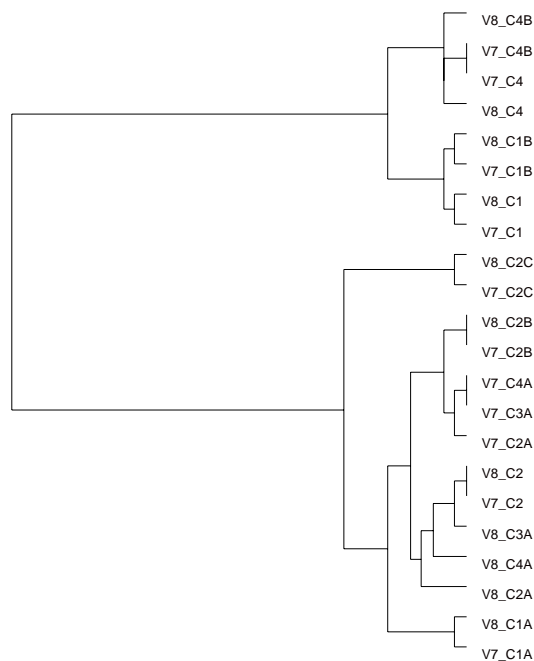 V8_C4B
V7_C4B
V7_C4
V8_C4
V8_C1B
V7_C1B
V8_C1
V7_C1
V8_C2C
V7_C2C
V8_C2B
V7_C2B
V7_C4A
V7_C3A
V7_C2A
V8_C2
V7_C2
V8_C3A
V8_C4A
V8_C2A
V8_C1A
V7_C1A